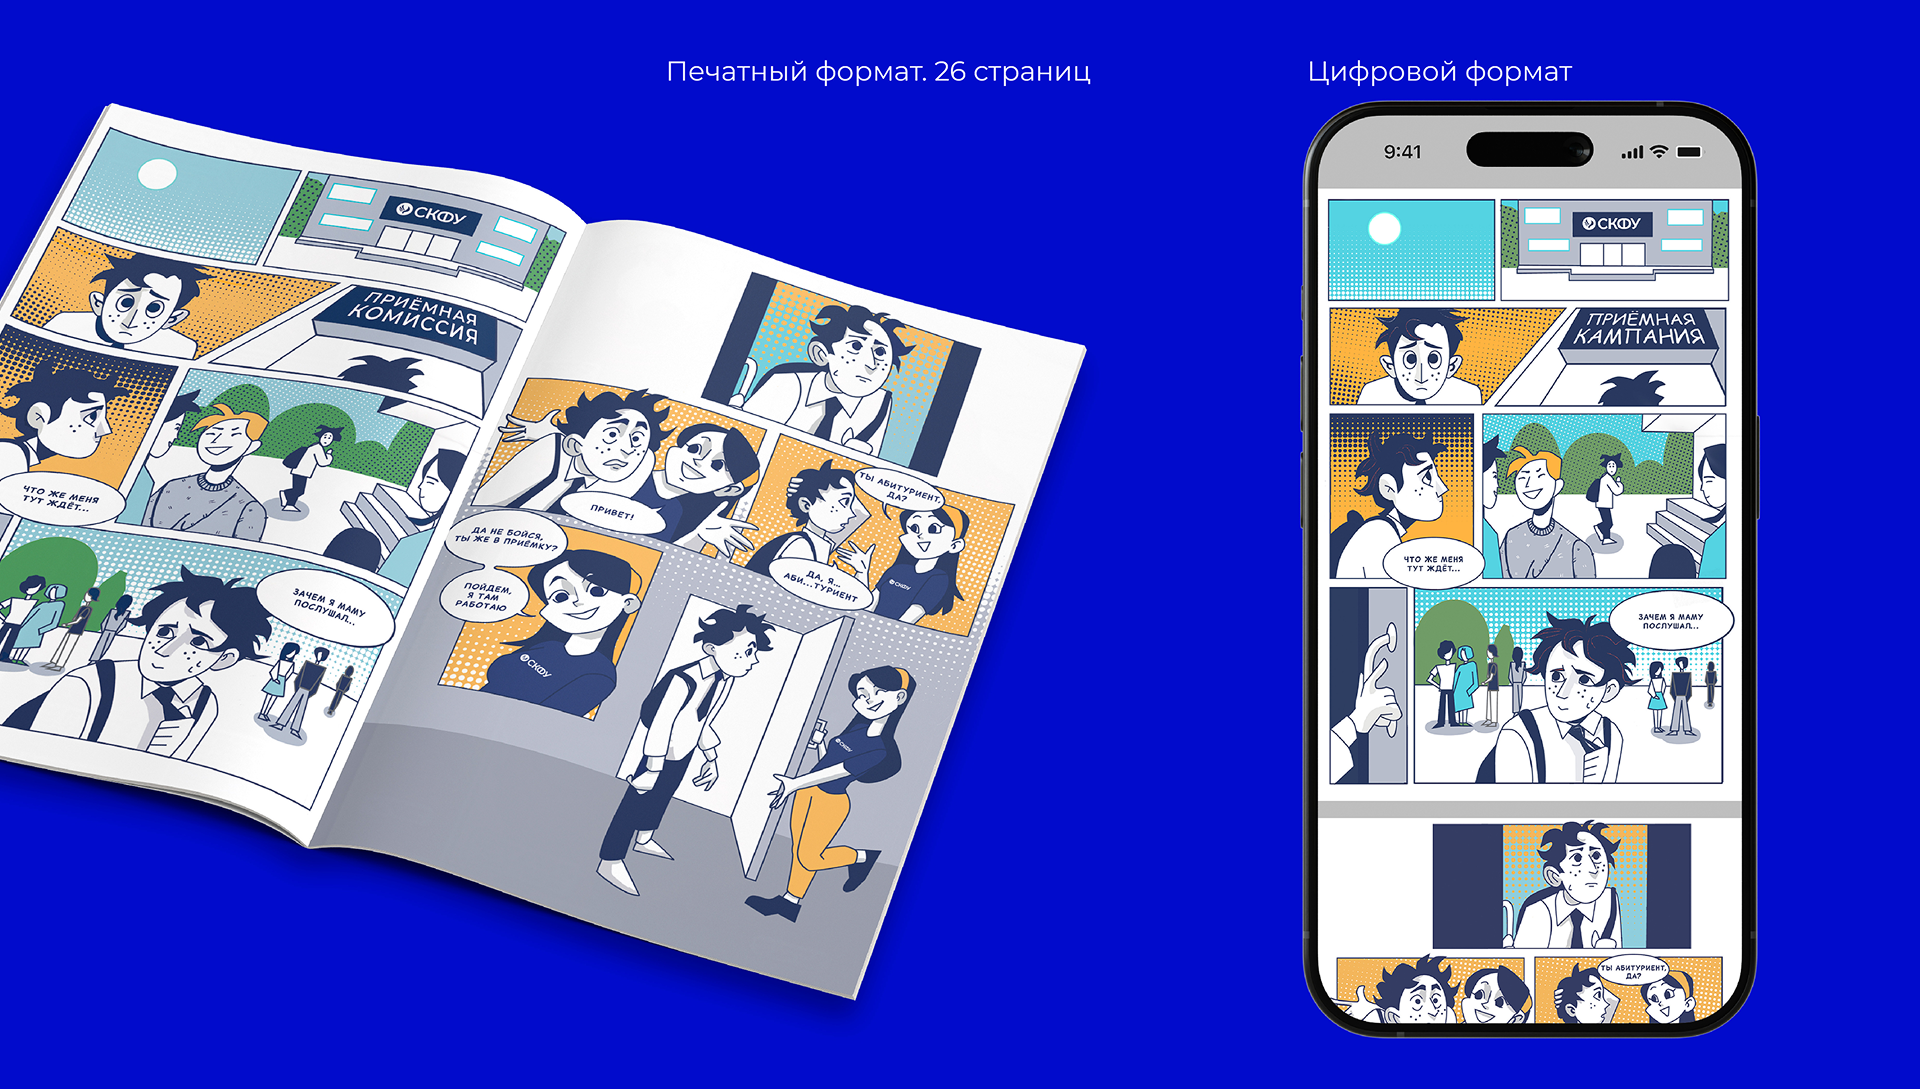 Печатный формат. 26 страниц
Цифровой формат
СКФУ
ПРИЁМНАЯ
КОМИССИЯ
ЧТО ЖЕ МЕНЯ
ТУТ ЖДЁТ...
ЗАЧЕМ Я МАМУ
ПОСЛУШАЛ...
ПРИВЕТ!
ТЫ АБИТУРИЕНТ,
ДА?
ДА, Я...
АБИ...ТУРИЕНТ
СКФУ
ДА НЕ БОЙСЯ,
ТЫ ЖЕ В ПРИЁМКУ?
ПОЙДЕМ,
Я ТАМ
РАБОТАЮ
СКФУ
СКФУ
9:41
СКФУ
ПРИЁМНАЯ
КАМПАНИЯ
ЧТО ЖЕ МЕНЯ
ТУТ ЖДЁТ...
ЗАЧЕМ Я МАМУ
ПОСЛУШАЛ...
ТЫ АБИТУРИЕНТ,
ДА?